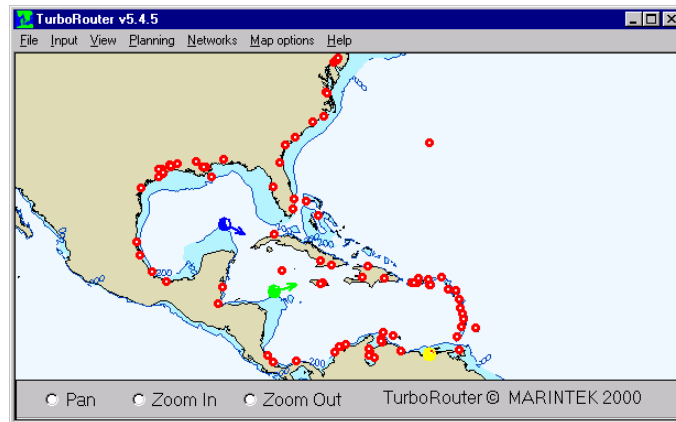 TurboRouter v5.4.5
File Input View Planning Networks Map options Help
200
200
Pan Zoom In Zoom Out TurboRouter © MARINTEK 2000